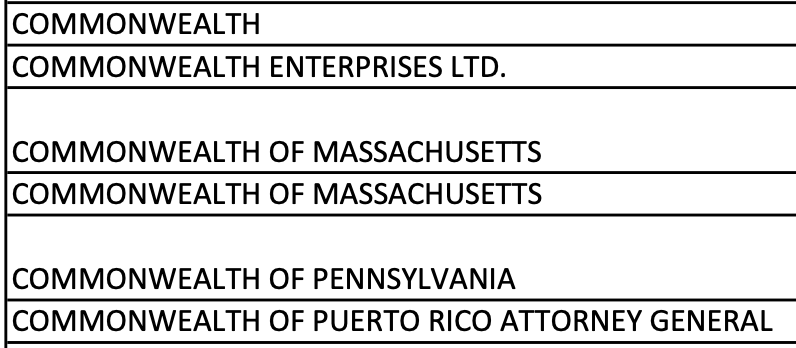 COMMONWEALTH
COMMONWEALTH ENTERPRISES LTD.
COMMONWEALTH OF MASSACHUSETTS
COMMONWEALTH OF MASSACHUSETTS
COMMONWEALTH OF PENNSYLVANIA
COMMONWEALTH OF PUERTO RICO ATTORNEY GENERAL